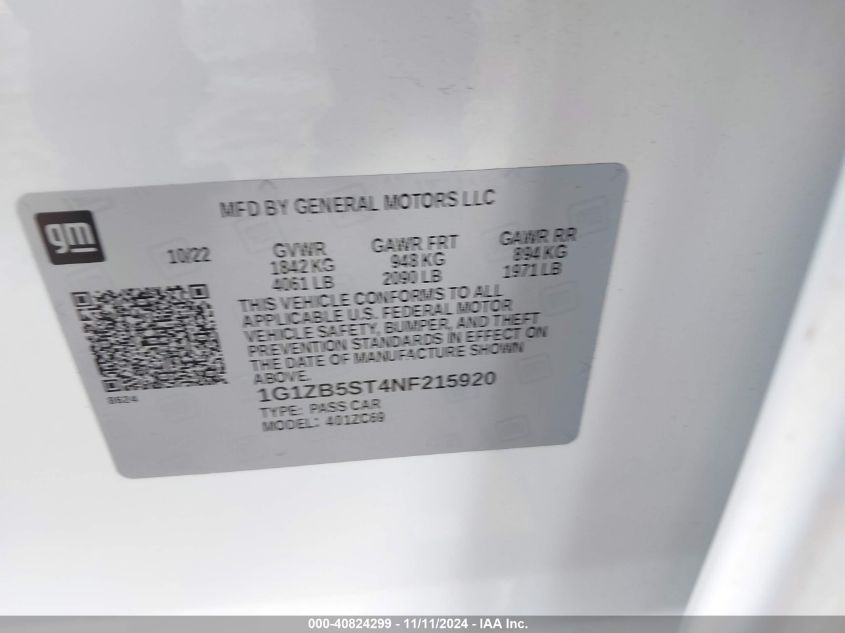 MFD BY GENERAL MOTORS LLC
gm
10/22
GVWR GAWR FRT GAWR RR
1842 KG 948 KG 894 KG
4061 LB 2090 LB 1971 LB
THIS VEHICLE CONFORMS TO ALL
APPLICABLE U.S. FEDERAL MOTOR
VEHICLE SAFETY, BUMPER, AND THEFT
PREVENTION STANDARDS IN EFFECT ON
THE DATE OF MANUFACTURE SHOWN
ABOVE.
8624
1G1ZB5ST4NF215920
TYPE: PASS CAR
MODEL: 401ZC69
000-40824299 - 11/11/2024 - IAA Inc.